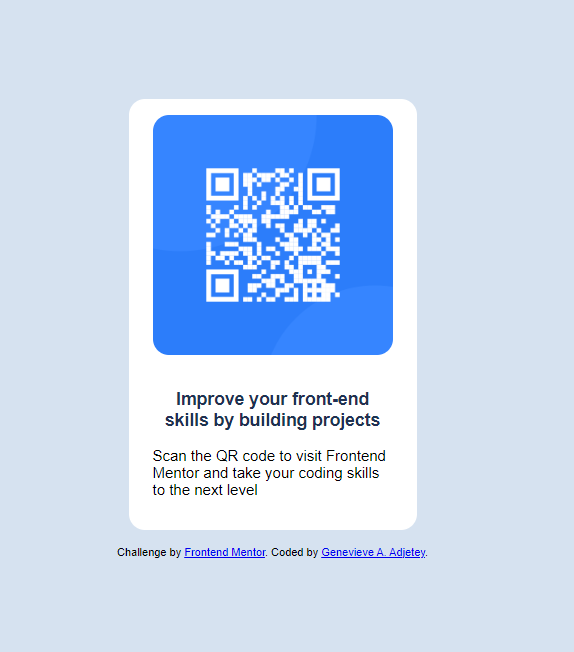 Improve your front-end
skills by building projects
Scan the QR code to visit Frontend
Mentor and take your coding skills
to the next level
Challenge by Frontend Mentor. Coded by Genevieve A. Adjetey.